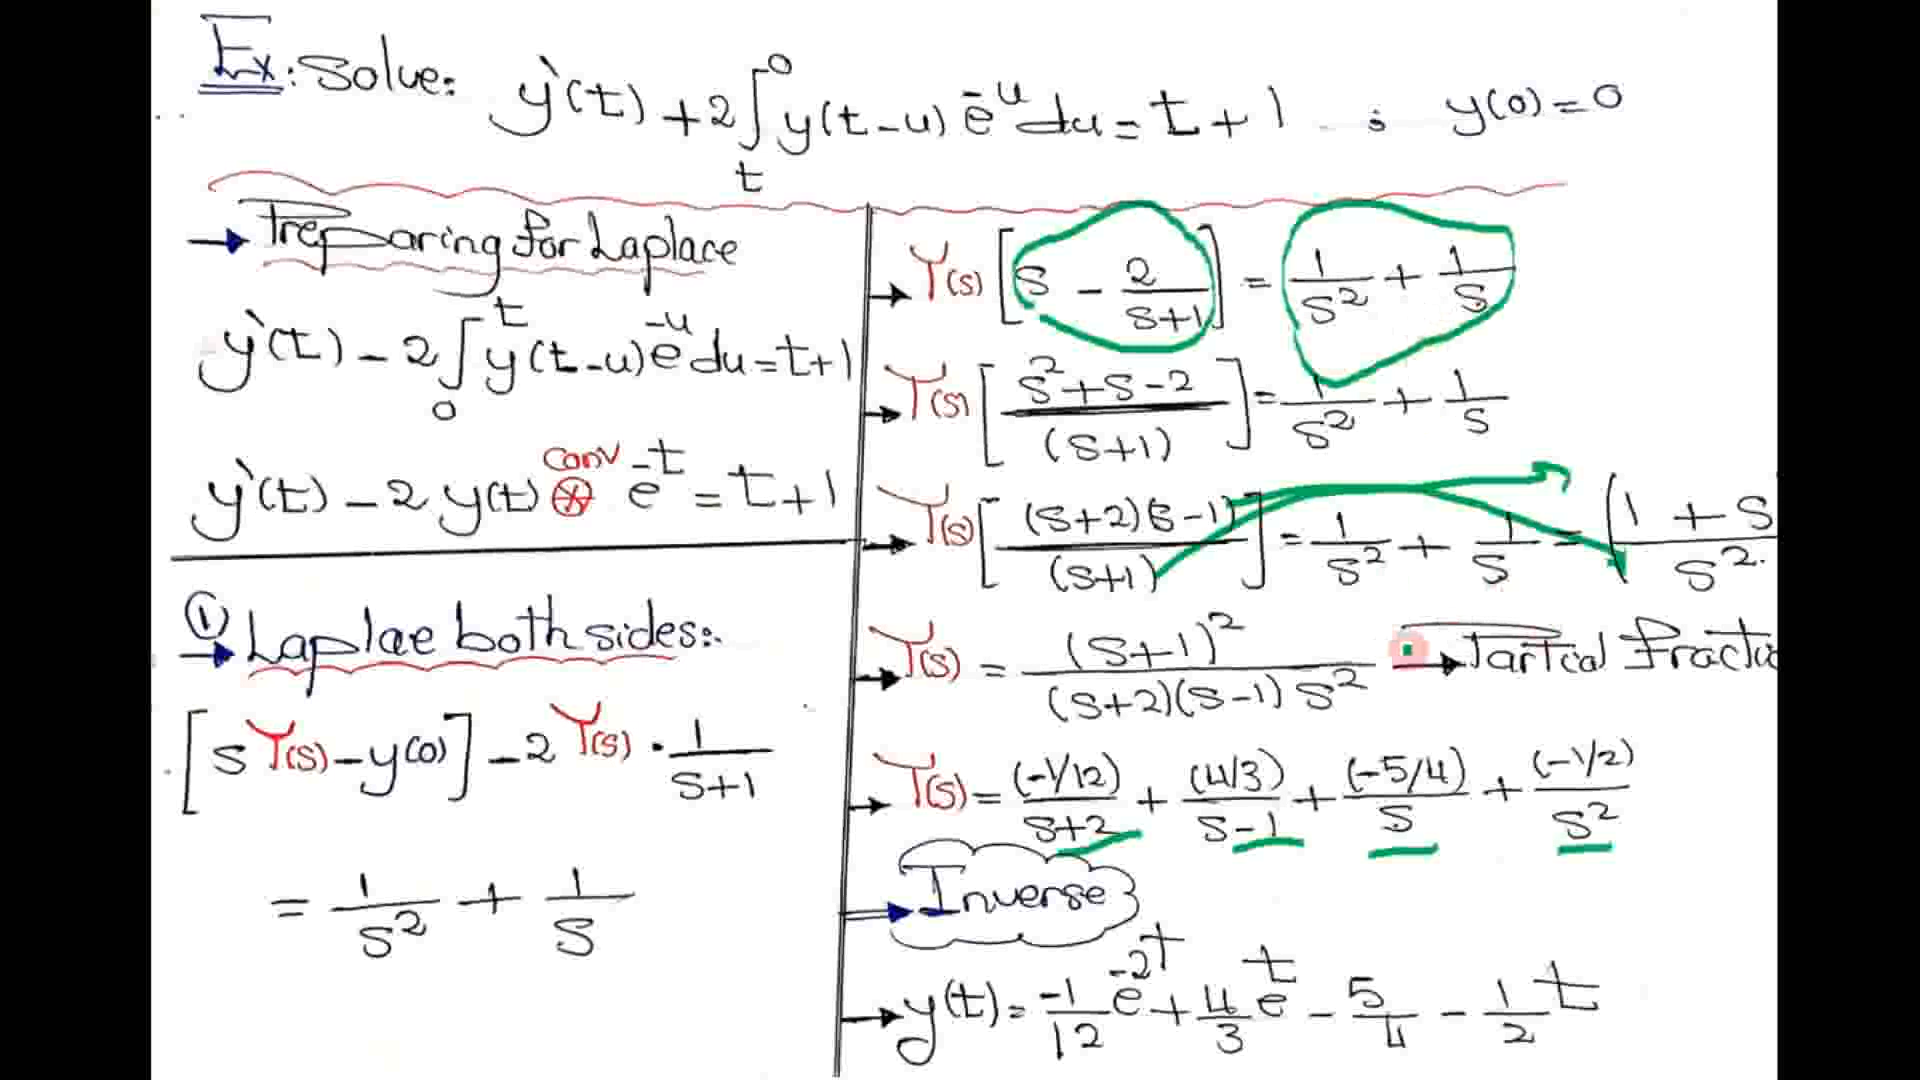 Ex: Solve: y`(t) + 2 ∫_t^0 y(t-u) e^-u du = t + 1 ; y(0) = 0
→ Preparing for Laplace
y`(t) - 2 ∫_0^t y(t-u) e^-u du = t+1
y`(t) - 2 y(t) conv ⊛ e^-t = t+1
① → Laplae both sides:
[s Y(s) - y(0)] - 2 Y(s) · 1/(s+1)
= 1/s² + 1/s
→ Y(s) [s - 2/(s+1)] = 1/s² + 1/s
→ Y(s) [(s²+s-2)/(s+1)] = 1/s² + 1/s
→ Y(s) [(s+2)(s-1)/(s+1)] = 1/s² + 1/s = (1 + s/s²
→ Y(s) = (s+1)²/((s+2)(s-1) s²) → Partial fractio
→ Y(s) = (-1/12)/(s+2) + (4/3)/(s-1) + (-5/4)/s + (-1/2)/s²
→ Inverse
→ y(t) = -1/12 e^-2t + 4/3 e^t - 5/4 - 1/2 t